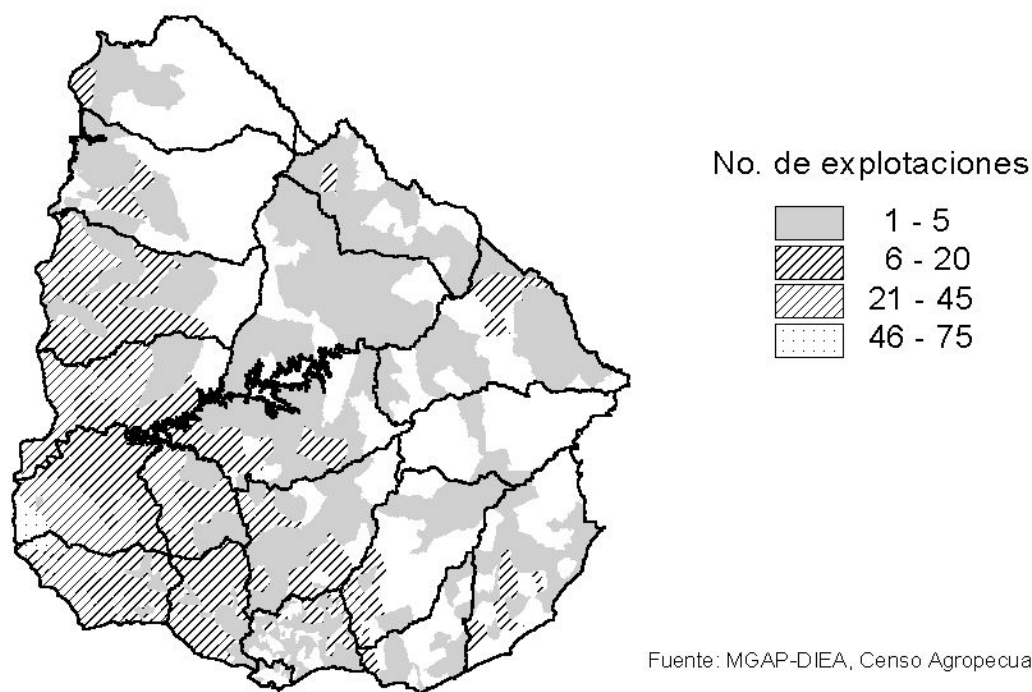 No. de explotaciones
1 - 5
6 - 20
21 - 45
46 - 75
Fuente: MGAP-DIEA, Censo Agropecua